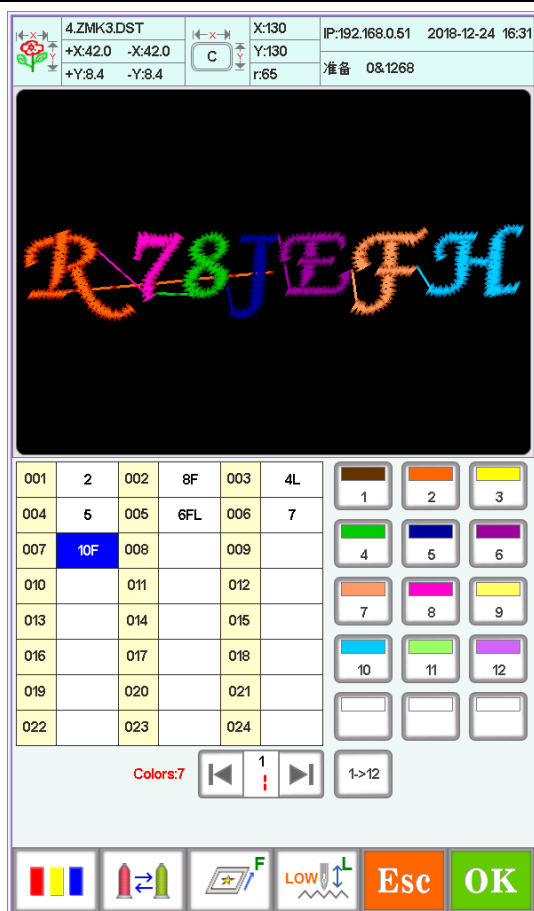 4.ZMK3.DST
+X:42.0 -X:42.0
+Y:8.4 -Y:8.4
X
Y
X
C
Y
X:130
Y:130
r:65
IP:192.168.0.51 2018-12-24 16:31
准备 0&1268
R78JEFH
001 2 002 8F 003 4L
004 5 005 6FL 006 7
007 10F 008 009
010 011 012
013 014 015
016 017 018
019 020 021
022 023 024
1 2 3
4 5 6
7 8 9
10 11 12
Colors:7
1
1->12
F
LOW L
Esc
OK